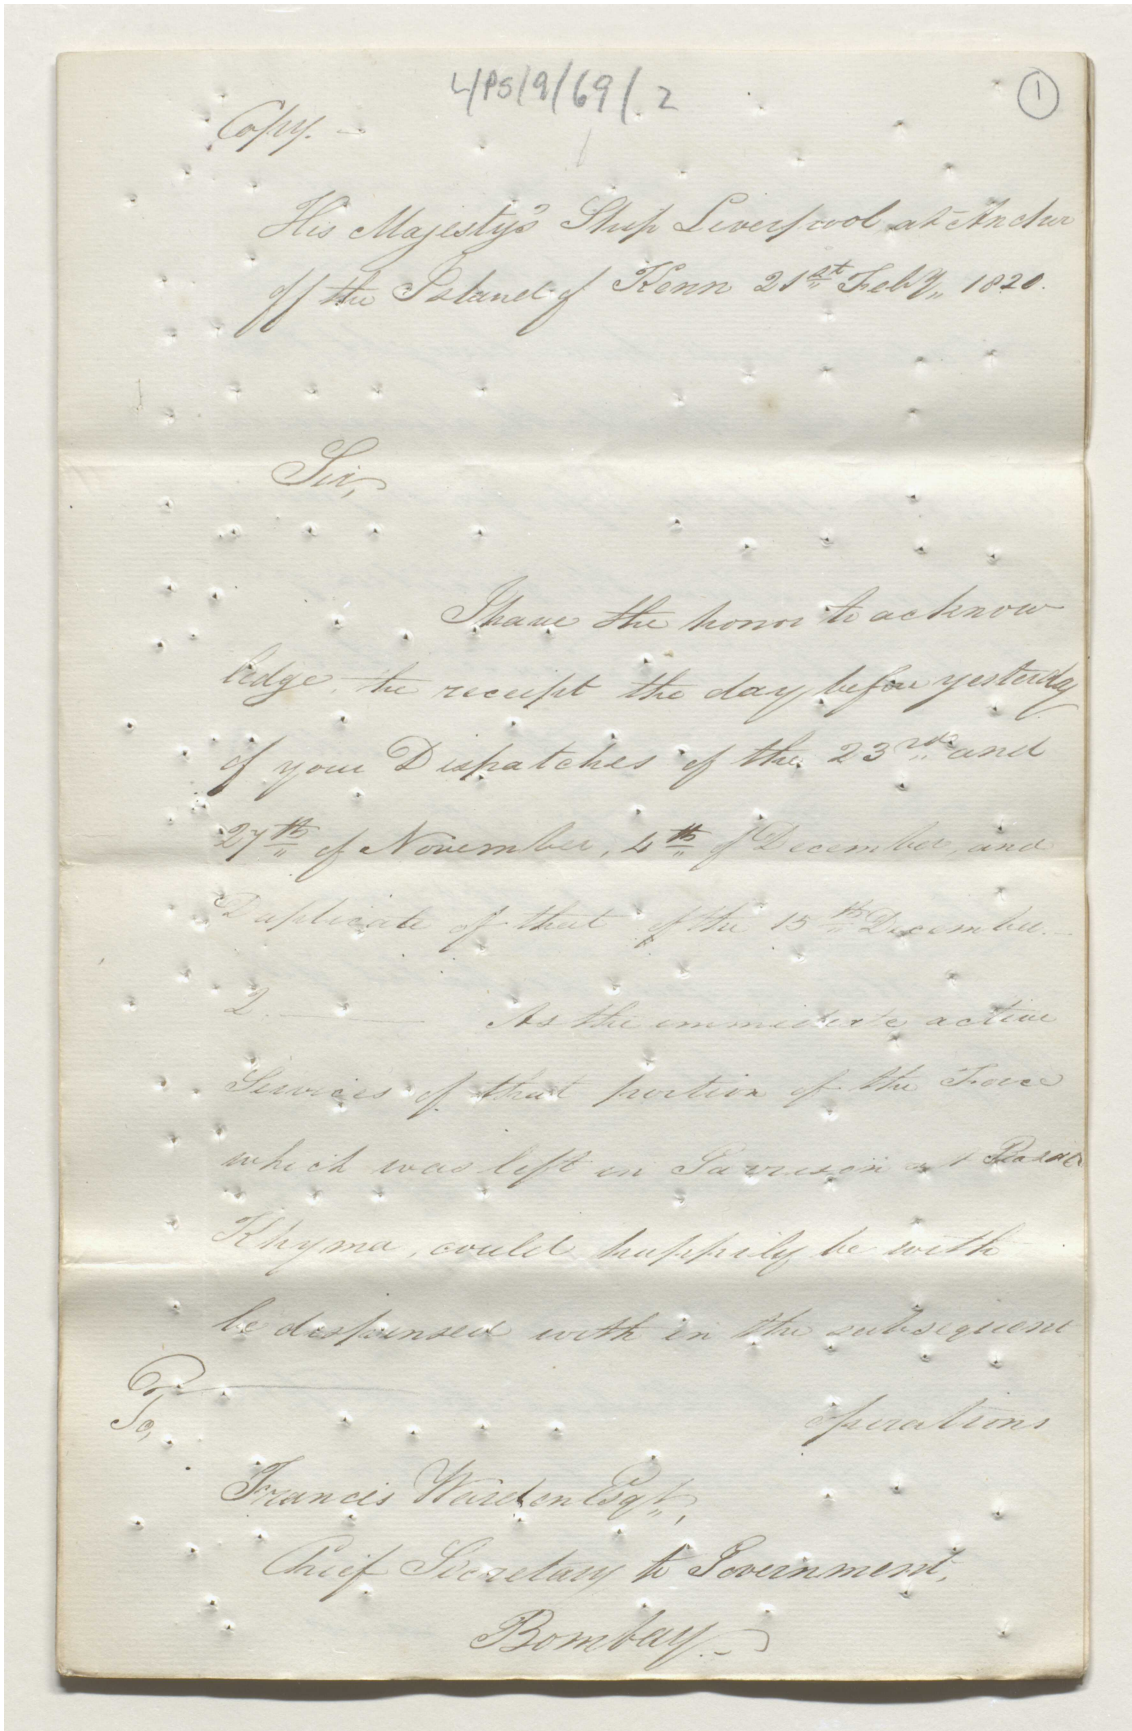 L/PS/9/69/.2
1
Copy. —
His Majesty's Ship Liverpool at Anchor
off the Island of Kenn 21st Feby 1820.
Sir,
I have the honor to acknow
ledge the receipt the day before yesterday
of your Dispatches of the 23rd and
27th of November, 4th of December, and
Duplicate of that of the 15th December. —
2. ——— As the immediate active
Services of that portion of the Force
which was left in Garrison at Rasul
Khyma, could happily be with
be dispensed with in the subsequent
operations
To,
Francis Warden Esqr,
Chief Secretary to Government,
Bombay. —